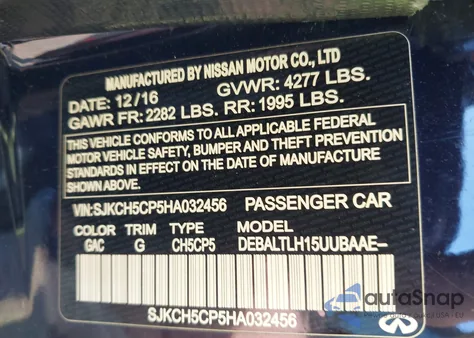 MANUFACTURED BY NISSAN MOTOR CO., LTD
DATE: 12/16 GVWR: 4277 LBS.
GAWR FR: 2282 LBS. RR: 1995 LBS.
THIS VEHICLE CONFORMS TO ALL APPLICABLE FEDERAL
MOTOR VEHICLE SAFETY, BUMPER AND THEFT PREVENTION
STANDARDS IN EFFECT ON THE DATE OF MANUFACTURE
SHOWN ABOVE.
VIN:SJKCH5CP5HA032456 PASSENGER CAR
COLOR TRIM TYPE MODEL
GAC G CH5CP5 DEBALTLH15UUBAAE–
SJKCH5CP5HA032456
autoSnap